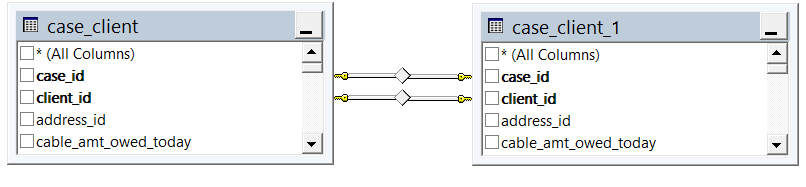 case_client
* (All Columns)
case_id
client_id
address_id
cable_amt_owed_today
case_client_1
* (All Columns)
case_id
client_id
address_id
cable_amt_owed_today